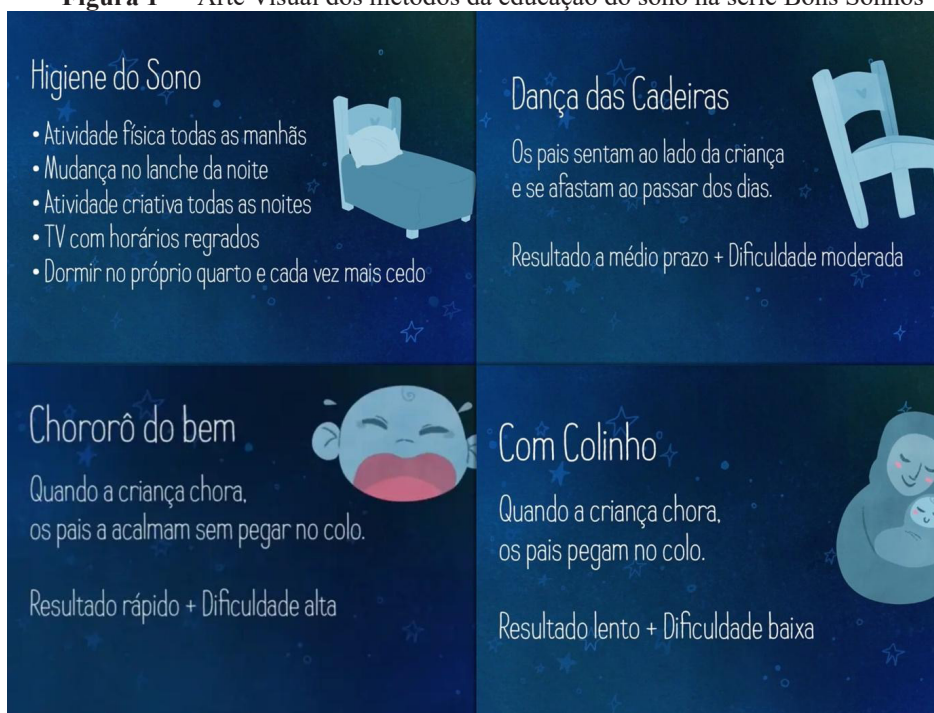 Figura 1 — Arte Visual dos métodos da educação do sono na série Bons Sonhos
Higiene do Sono
• Atividade física todas as manhãs
• Mudança no lanche da noite
• Atividade criativa todas as noites
• TV com horários regrados
• Dormir no próprio quarto e cada vez mais cedo
Dança das Cadeiras
Os pais sentam ao lado da criança
e se afastam ao passar dos dias.
Resultado a médio prazo + Dificuldade moderada
Chororô do bem
Quando a criança chora,
os pais a acalmam sem pegar no colo.
Resultado rápido + Dificuldade alta
Com Colinho
Quando a criança chora,
os pais pegam no colo.
Resultado lento + Dificuldade baixa